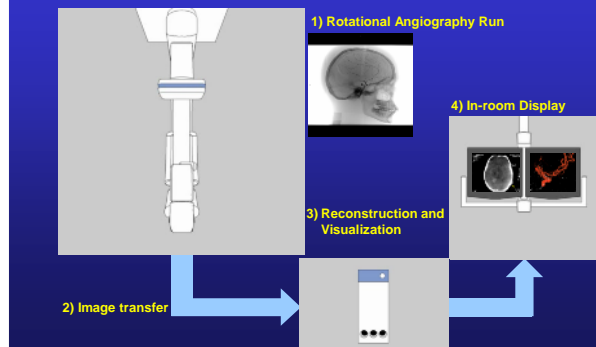 1) Rotational Angiography Run
2) Image transfer
3) Reconstruction and
Visualization
4) In-room Display